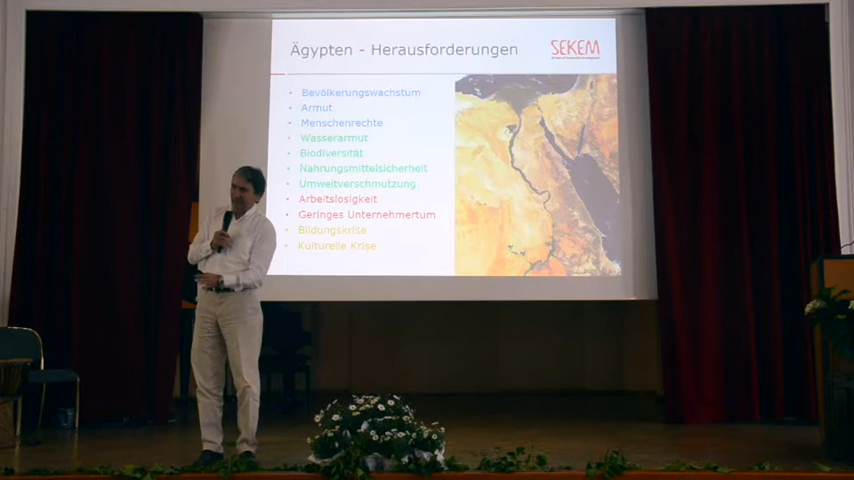 Ägypten - Herausforderungen
SEKEM
Bevölkerungswachstum
Armut
Menschenrechte
Wasserarmut
Biodiversität
Nahrungsmittelsicherheit
Umweltverschmutzung
Arbeitslosigkeit
Geringes Unternehmertum
Bildungskrise
Kulturelle Krise